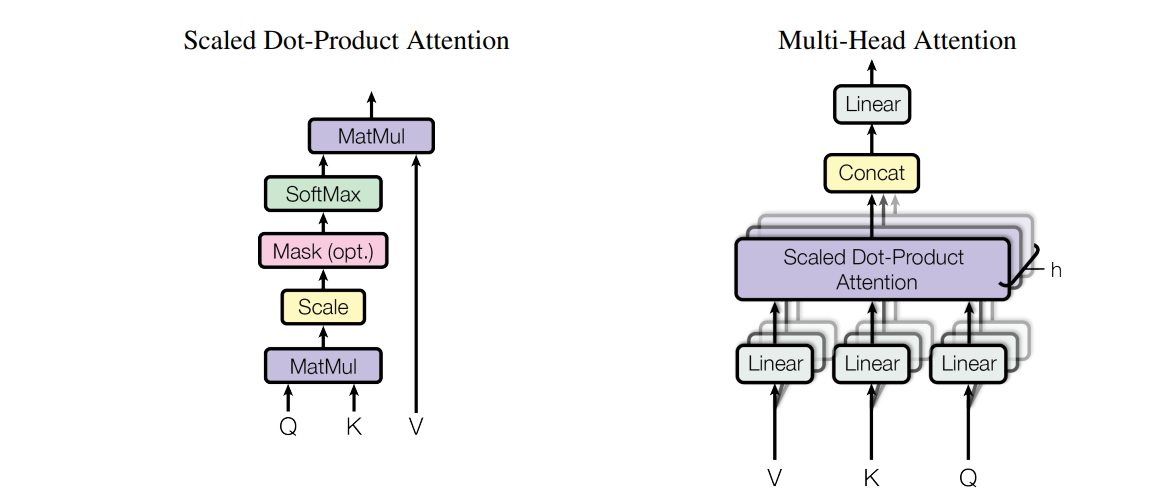 Scaled Dot-Product Attention
MatMul
SoftMax
Mask (opt.)
Scale
MatMul
Q K V
Multi-Head Attention
Linear
Concat
Scaled Dot-Product
Attention
h
Linear Linear Linear
V K Q